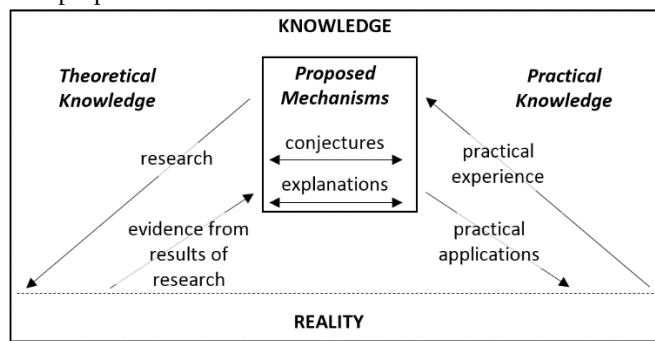 KNOWLEDGE
Theoretical
Knowledge
Proposed
Mechanisms
Practical
Knowledge
conjectures
explanations
research
evidence from
results of
research
practical
experience
practical
applications
REALITY